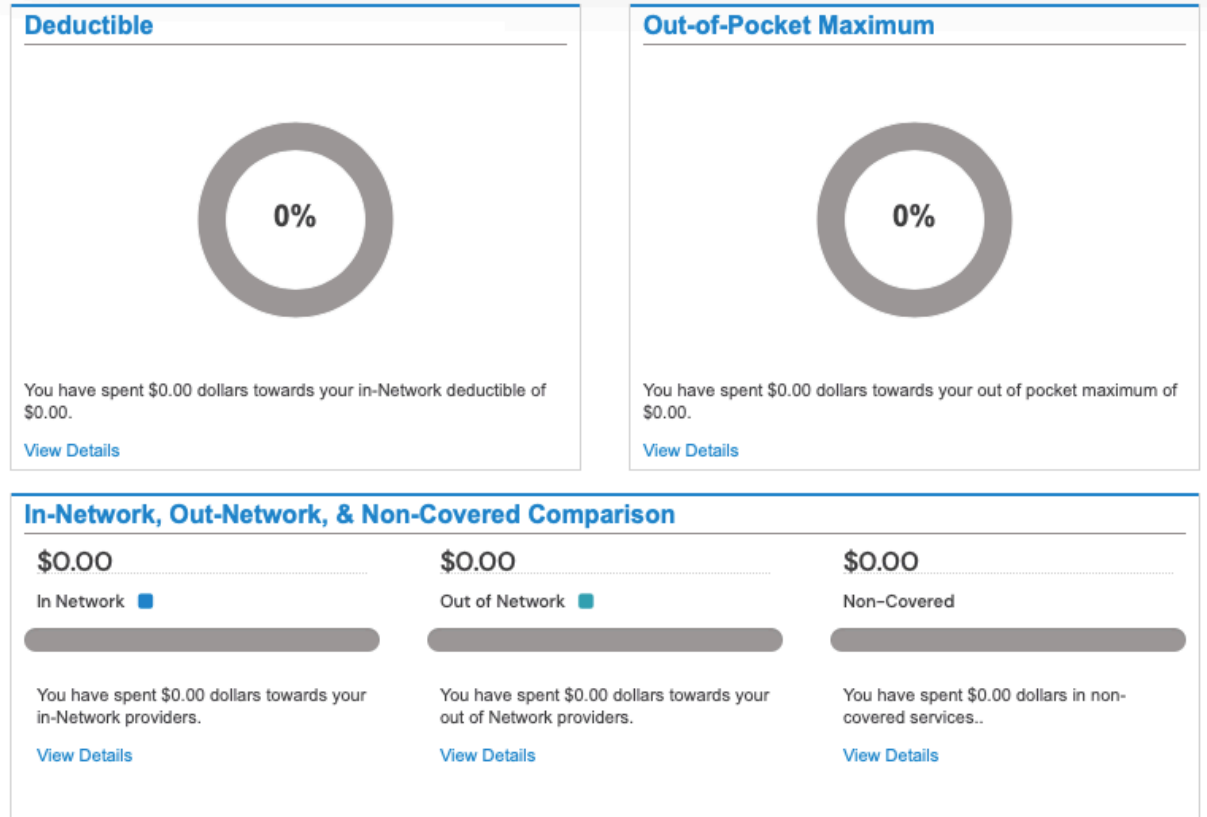 Deductible
Out-of-Pocket Maximum
0%
0%
You have spent $0.00 dollars towards your in-Network deductible of
$0.00.
View Details
You have spent $0.00 dollars towards your out of pocket maximum of
$0.00.
View Details
In-Network, Out-Network, & Non-Covered Comparison
$0.00
In Network
You have spent $0.00 dollars towards your
in-Network providers.
View Details
$0.00
Out of Network
You have spent $0.00 dollars towards your
out of Network providers.
View Details
$0.00
Non-Covered
You have spent $0.00 dollars in non-
covered services..
View Details